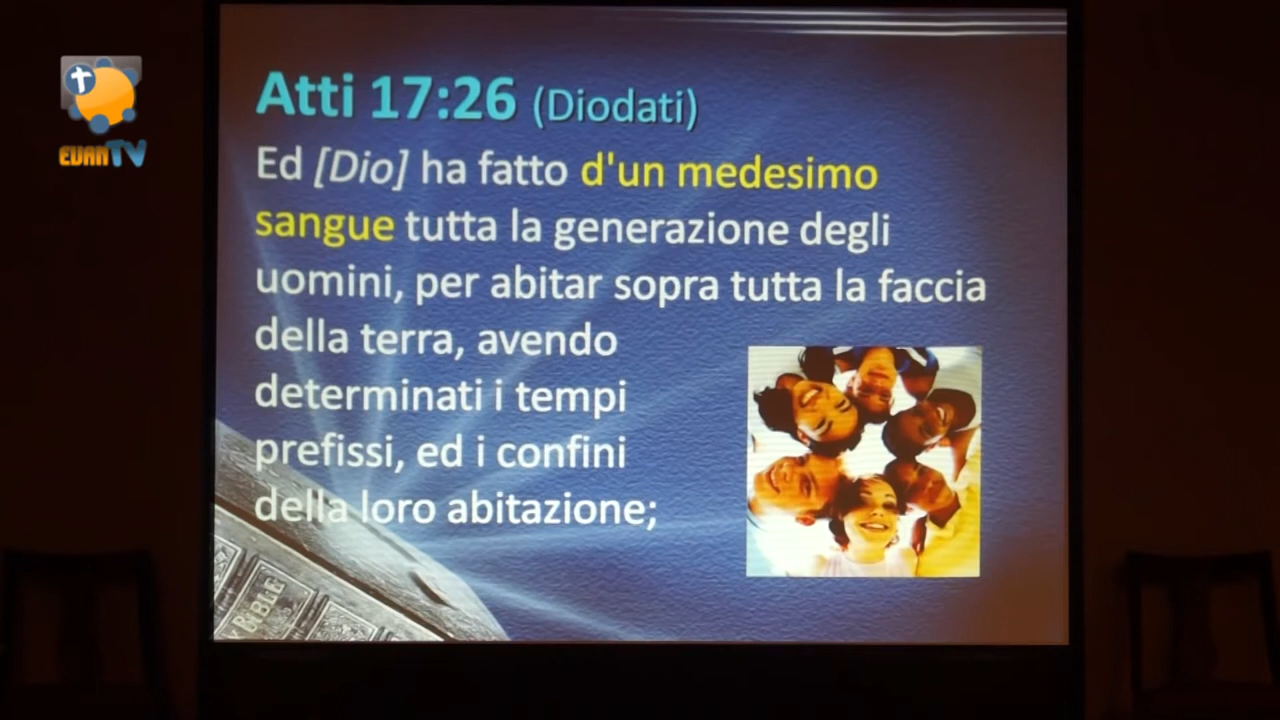 EVANTV
Atti 17:26 (Diodati)
Ed [Dio] ha fatto d'un medesimo
sangue tutta la generazione degli
uomini, per abitar sopra tutta la faccia
della terra, avendo
determinati i tempi
prefissi, ed i confini
della loro abitazione;
BIBLE